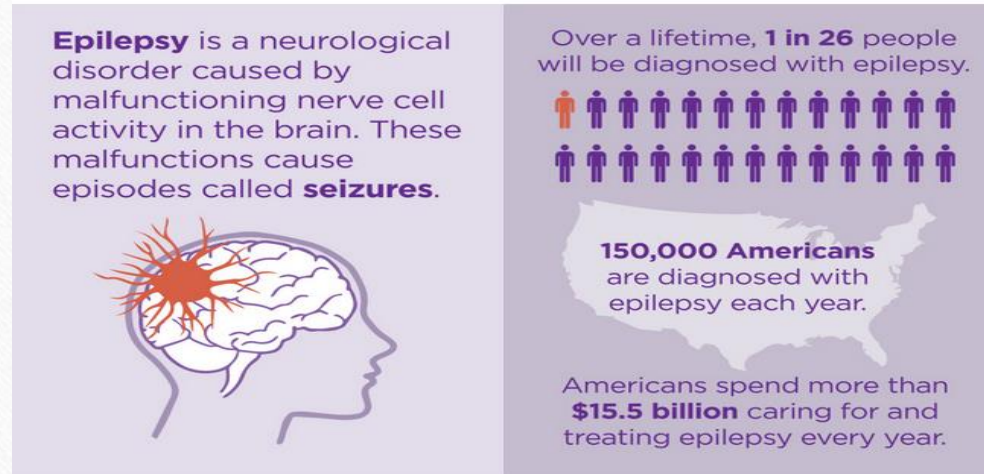 Epilepsy is a neurological
disorder caused by
malfunctioning nerve cell
activity in the brain. These
malfunctions cause
episodes called seizures.
Over a lifetime, 1 in 26 people
will be diagnosed with epilepsy.
150,000 Americans
are diagnosed with
epilepsy each year.
Americans spend more than
$15.5 billion caring for and
treating epilepsy every year.